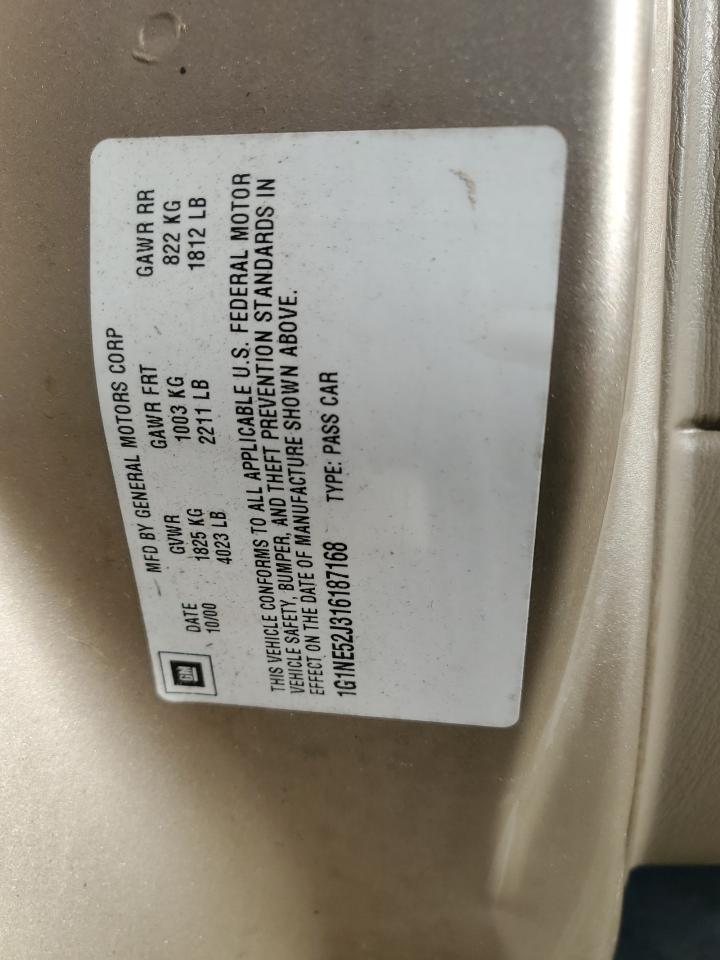 GM
MFD BY GENERAL MOTORS CORP
DATE GVWR GAWR FRT GAWR RR
10/00 1825 KG 1003 KG 822 KG
4023 LB 2211 LB 1812 LB
THIS VEHICLE CONFORMS TO ALL APPLICABLE U.S. FEDERAL MOTOR
VEHICLE SAFETY, BUMPER, AND THEFT PREVENTION STANDARDS IN
EFFECT ON THE DATE OF MANUFACTURE SHOWN ABOVE.
1G1NE52J316187168 TYPE: PASS CAR